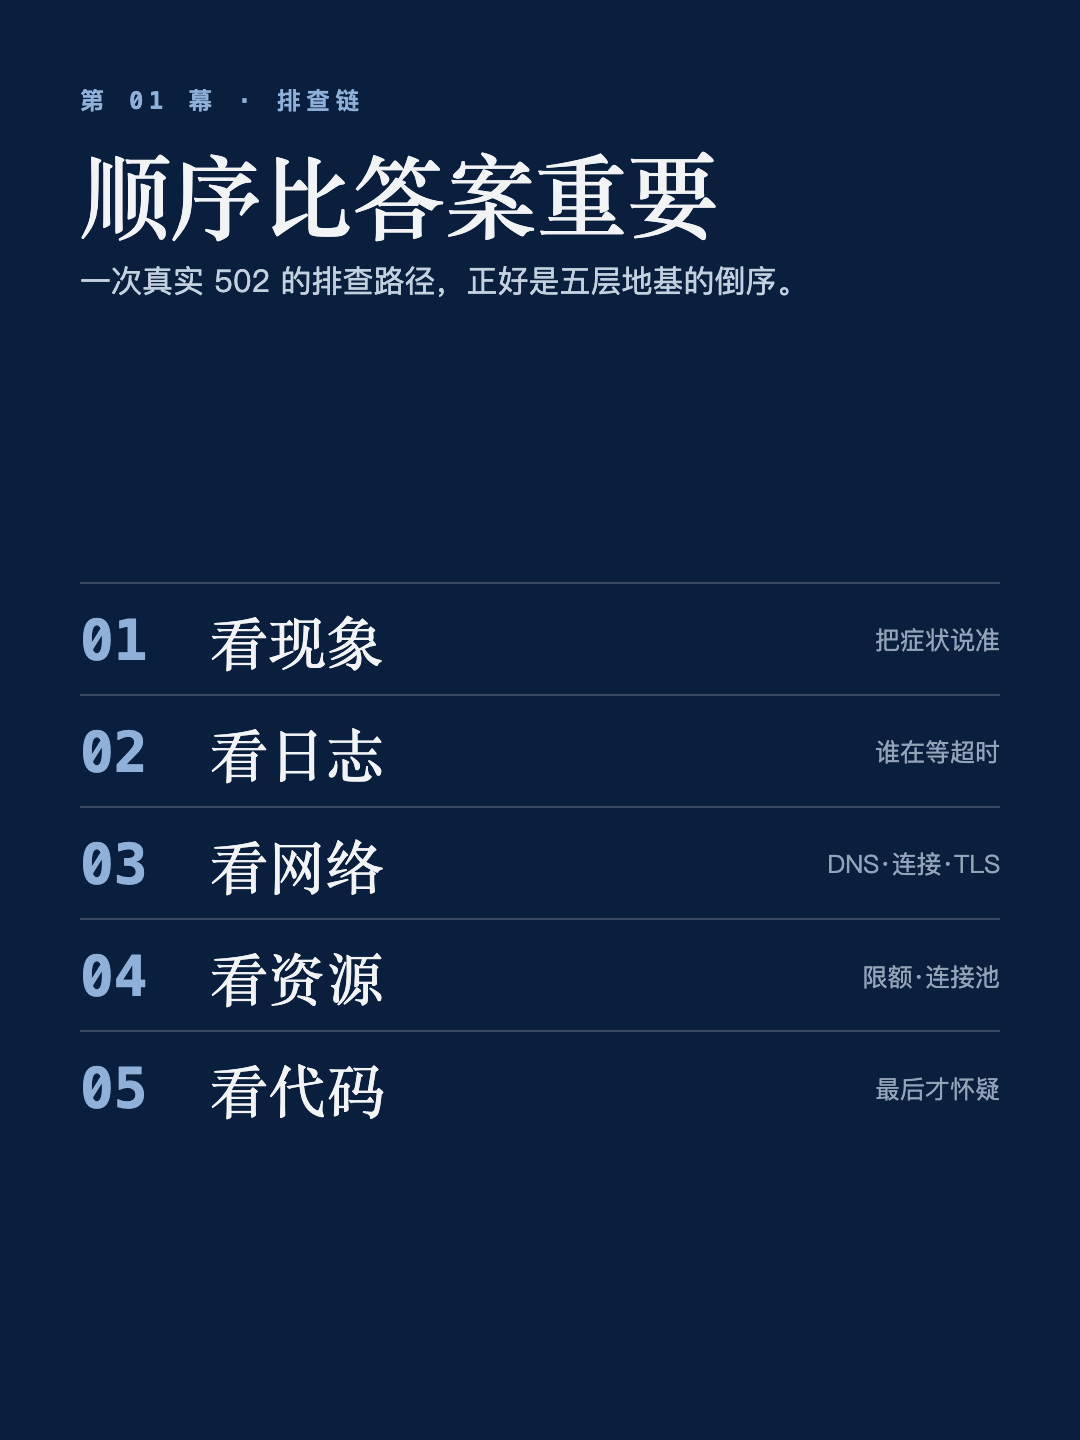 第 01 幕 · 排查链
顺序比答案重要
一次真实 502 的排查路径，正好是五层地基的倒序。
01 看现象 把症状说准
02 看日志 谁在等超时
03 看网络 DNS·连接·TLS
04 看资源 限额·连接池
05 看代码 最后才怀疑